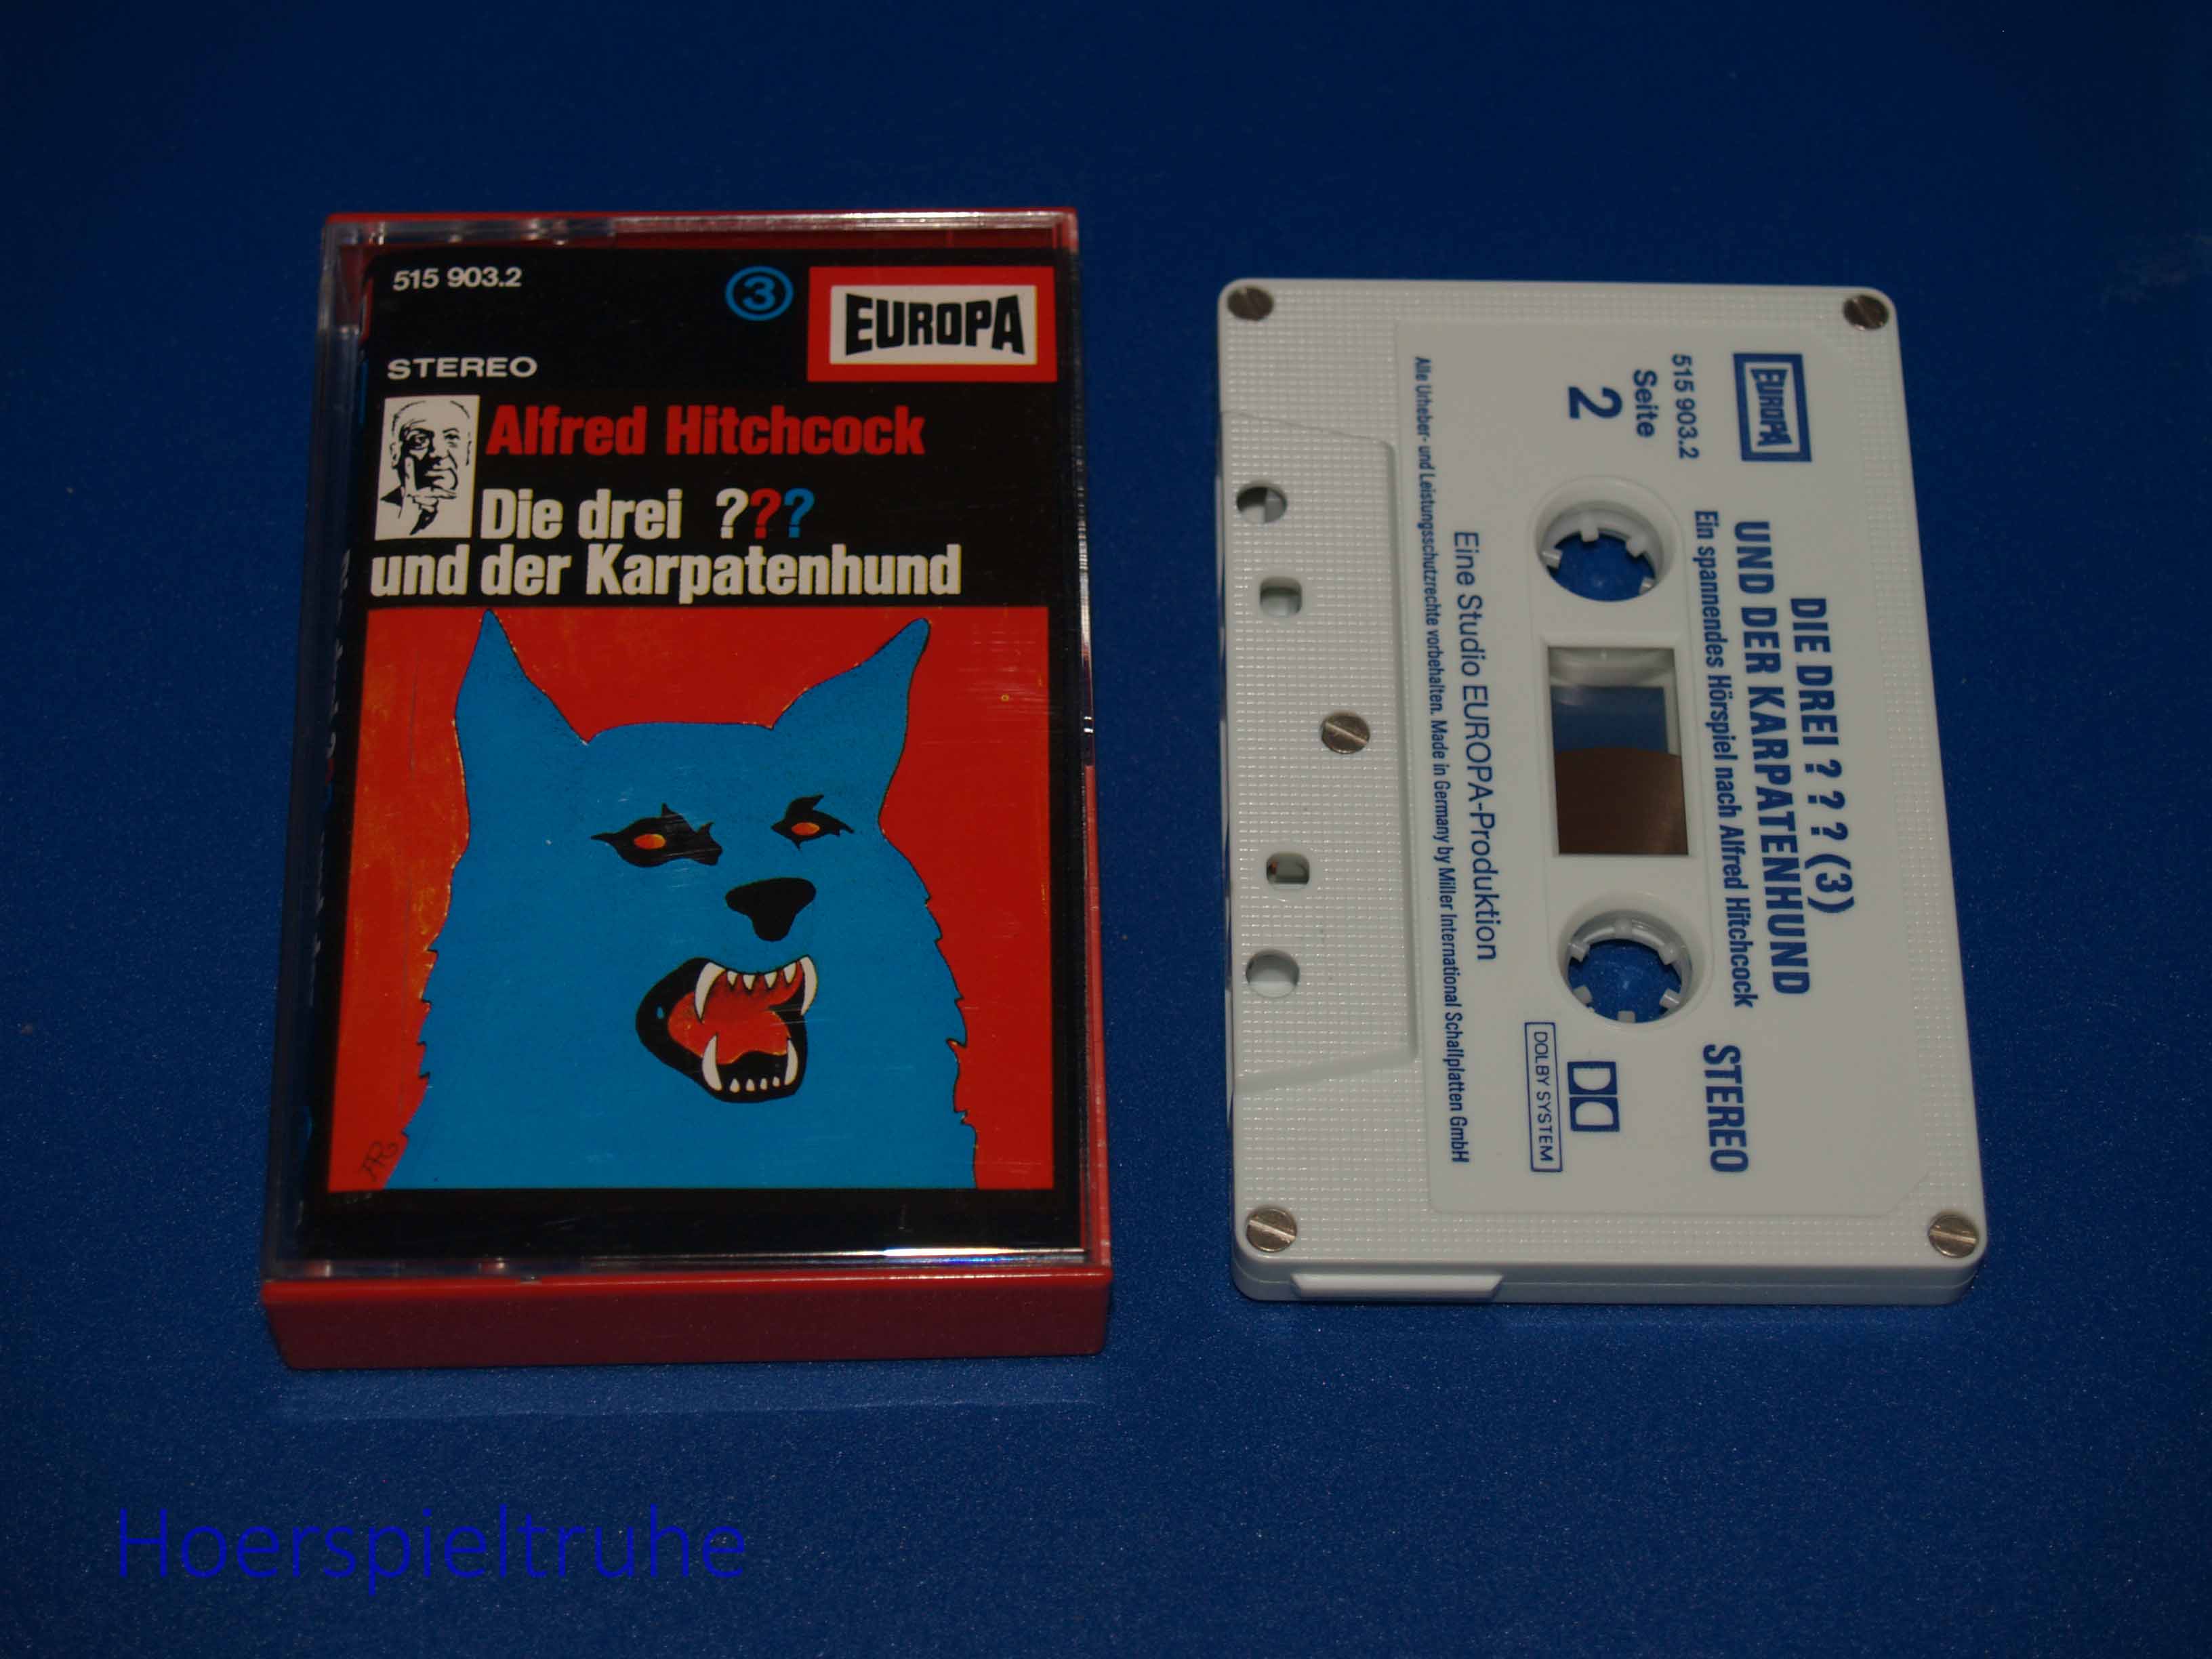 515 903.2
3
EUROPA
STEREO
Alfred Hitchcock
Die drei ???
und der Karpatenhund
AR
EUROPA
515 903.2
Seite
2
DIE DREI ? ? ? (3)
UND DER KARPATENHUND
Ein spannendes Hörspiel nach Alfred Hitchcock
STEREO
DOLBY SYSTEM
Eine Studio EUROPA-Produktion
Alle Urheber- und Leistungsschutzrechte vorbehalten. Made in Germany by Miller International Schallplatten GmbH
Hoerspieltruhe